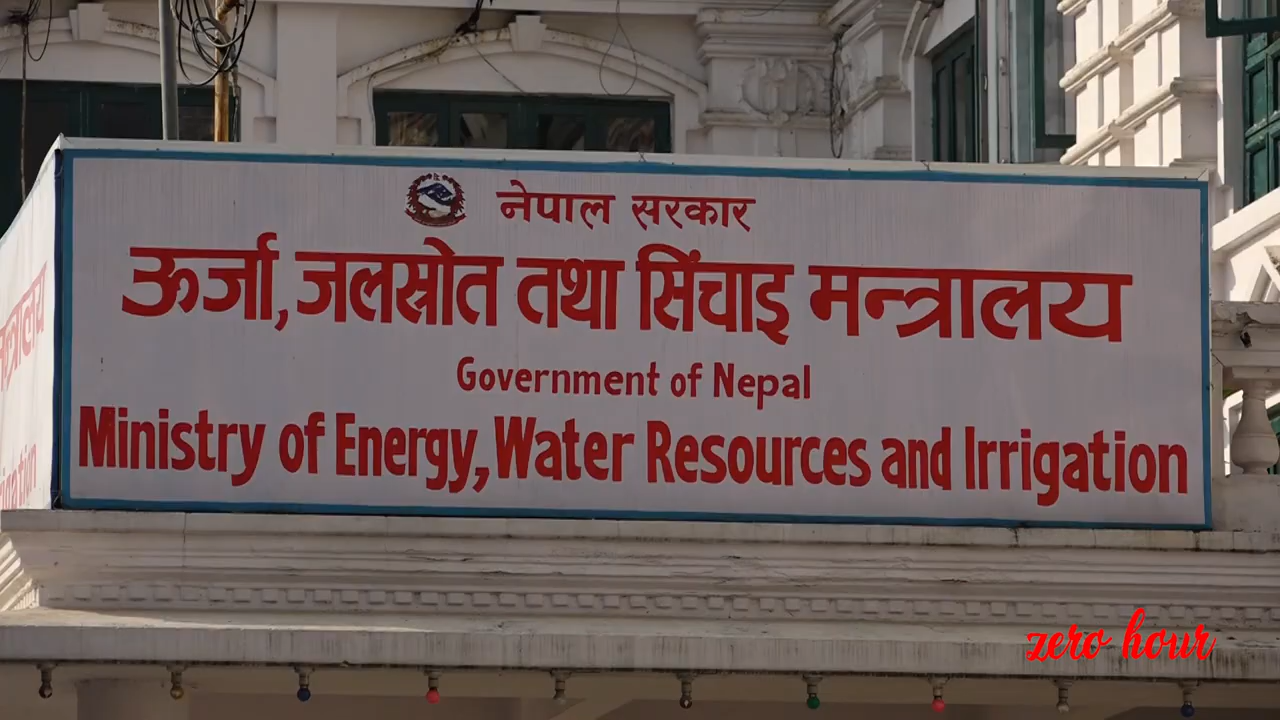 नेपाल सरकार
ऊर्जा, जलस्रोत तथा सिंचाइ मन्त्रालय
Government of Nepal
Ministry of Energy, Water Resources and Irrigation
zero hour